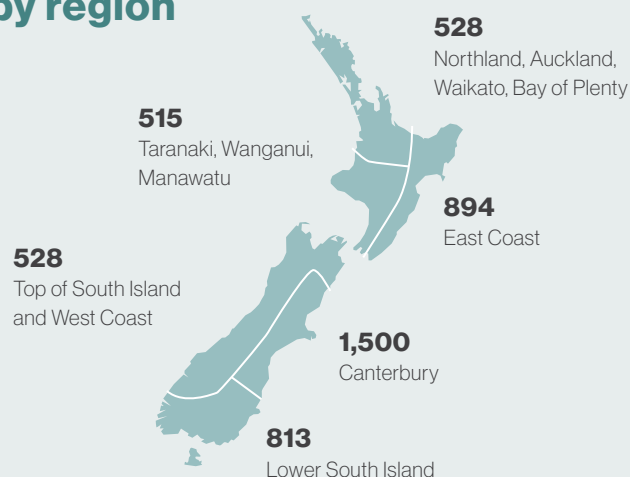 by region
528
Northland, Auckland,
Waikato, Bay of Plenty
515
Taranaki, Wanganui,
Manawatu
894
East Coast
528
Top of South Island
and West Coast
1,500
Canterbury
813
Lower South Island